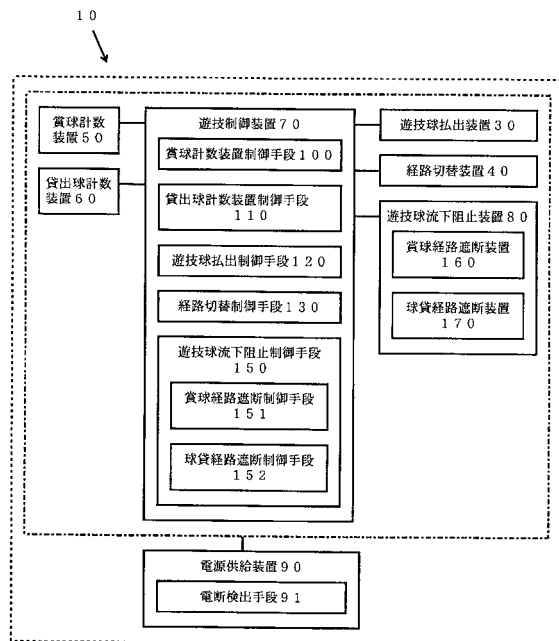 １０
賞球計数
装置５０
貸出球計数
装置６０
遊技制御装置７０
賞球計数装置制御手段１００
貸出球計数装置制御手段
１１０
遊技球払出制御手段１２０
経路切替制御手段１３０
遊技球流下阻止制御手段
１５０
賞球経路遮断制御手段
１５１
球貸経路遮断制御手段
１５２
遊技球払出装置３０
経路切替装置４０
遊技球流下阻止装置８０
賞球経路遮断装置
１６０
球貸経路遮断装置
１７０
電源供給装置９０
電断検出手段９１